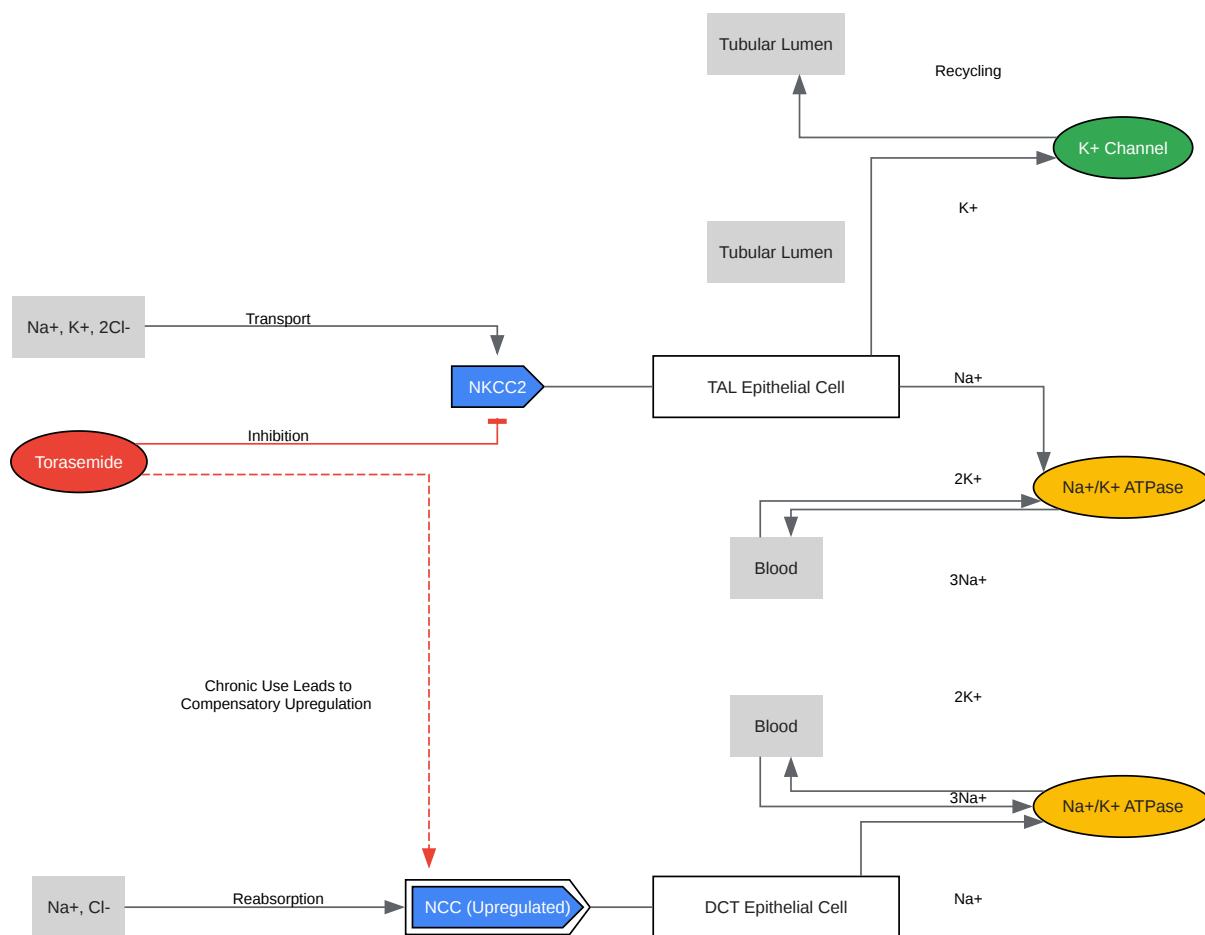 Tubular Lumen
Recycling
K+ Channel
K+
Tubular Lumen
Na+, K+, 2Cl-
Transport
NKCC2
TAL Epithelial Cell
Na+
Inhibition
Torasemide
2K+
Na+/K+ ATPase
Blood
3Na+
Chronic Use Leads to
Compensatory Upregulation
2K+
Blood
3Na+
Na+/K+ ATPase
Na+, Cl-
Reabsorption
NCC (Upregulated)
DCT Epithelial Cell
Na+